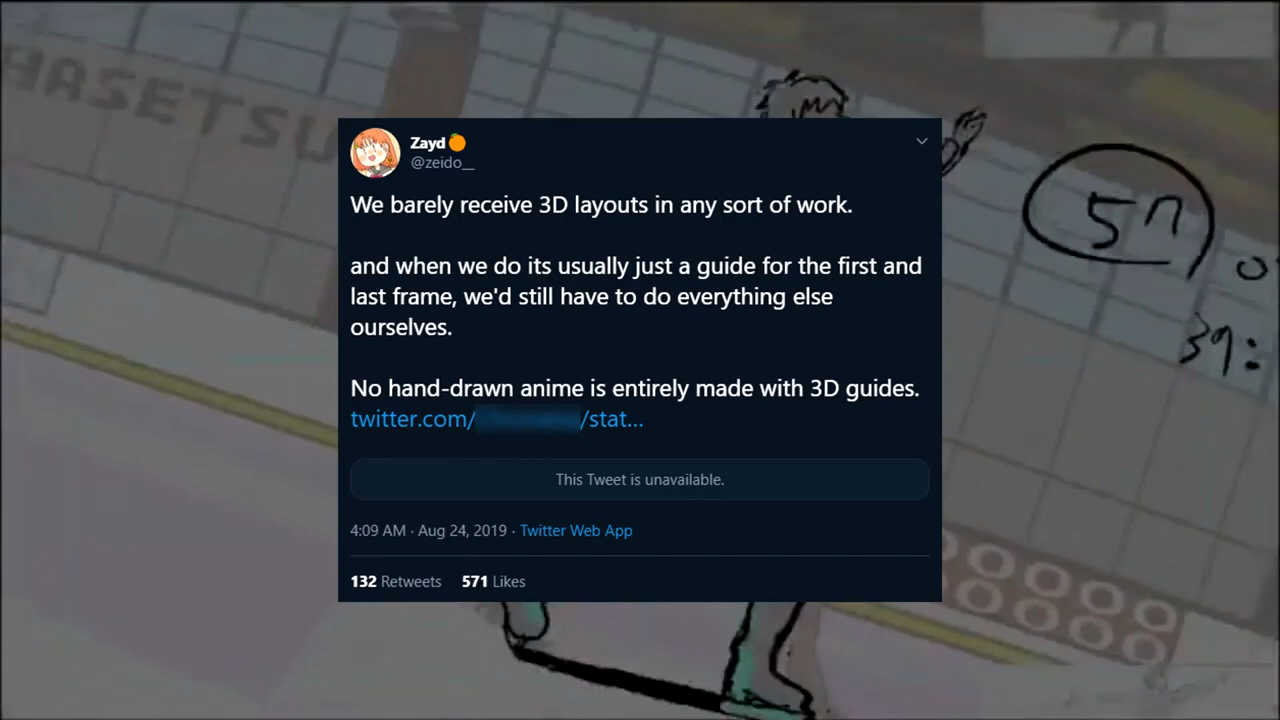 HASETSU
5
39:
Zayd🍊
@zeido__
We barely receive 3D layouts in any sort of work.
and when we do its usually just a guide for the first and
last frame, we'd still have to do everything else
ourselves.
No hand-drawn anime is entirely made with 3D guides.
twitter.com/ /stat...
This Tweet is unavailable.
4:09 AM · Aug 24, 2019 · Twitter Web App
132 Retweets 571 Likes